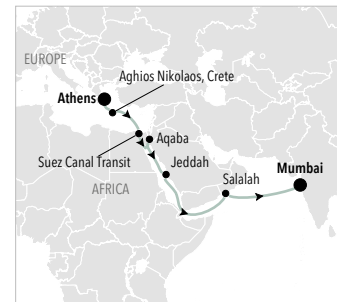 EUROPE
Aghios Nikolaos, Crete
Athens
Aqaba
Suez Canal Transit
Jeddah
Mumbai
Salalah
AFRICA